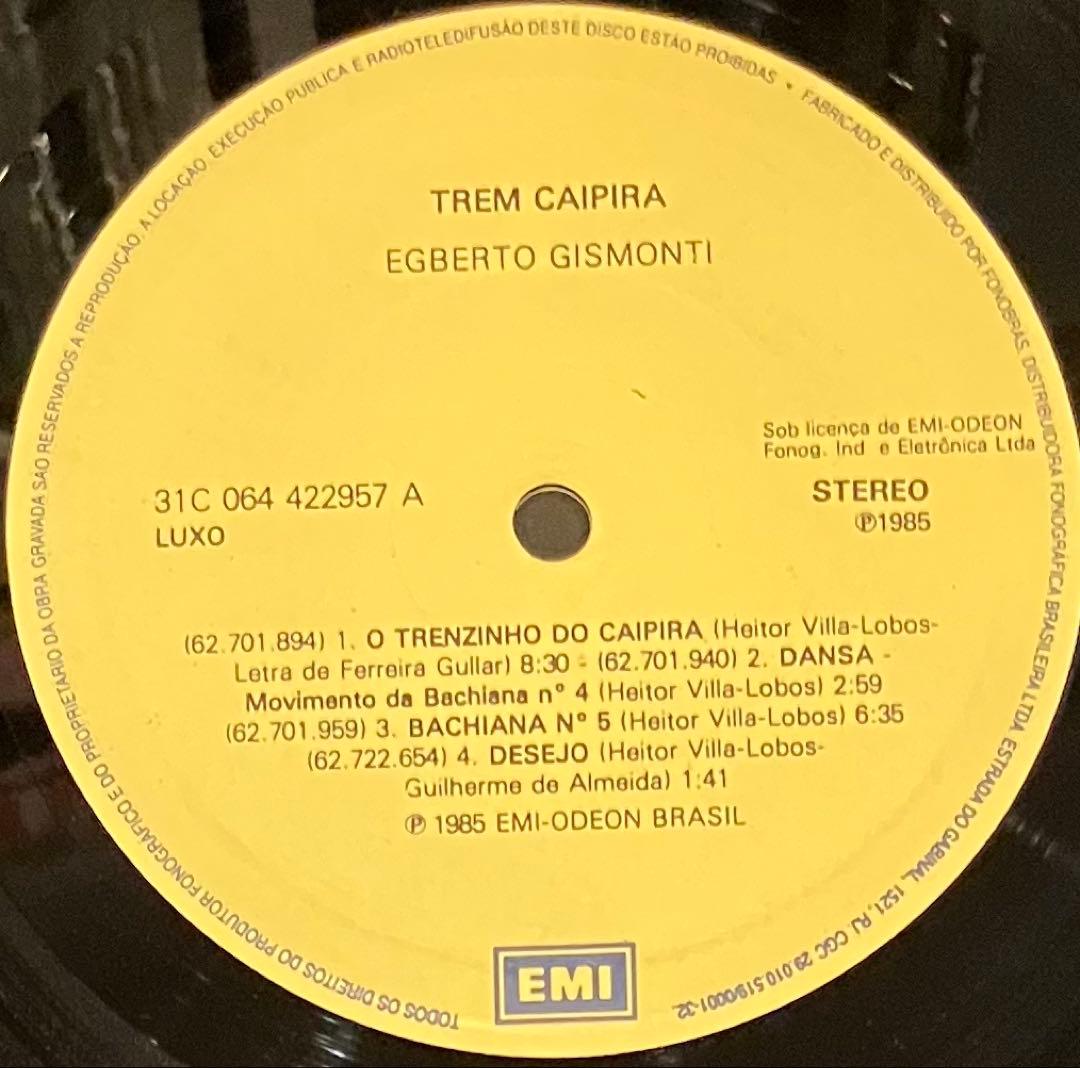 TODOS OS DIREITOS DO PRODUTOR FONOGRÁFICO E DO PROPRIETÁRIO DA OBRA GRAVADA SÃO RESERVADOS A REPRODUÇÃO, A LOCAÇÃO, EXECUÇÃO PÚBLICA E RADIOTELEDIFUSÃO DESTE DISCO ESTÃO PROIBIDAS • FABRICADO E DISTRIBUIDO POR FONOBRÁS, DISTRIBUIDORA FONOGRÁFICA BRASILEIRA LTDA. ESTRADA DO GABINAL, 1521, RJ. CGC 29.010.519/0001-32.
TREM CAIPIRA
EGBERTO GISMONTI
Sob licença de EMI-ODEON
Fonog. Ind e Eletrônica Ltda
31C 064 422957 A
LUXO
STEREO
℗1985
(62.701.894) 1. O TRENZINHO DO CAIPIRA (Heitor Villa-Lobos-
Letra de Ferreira Gullar) 8:30 - (62.701.940) 2. DANSA -
Movimento da Bachiana nº 4 (Heitor Villa-Lobos) 2:59
(62.701.959) 3. BACHIANA Nº 5 (Heitor Villa-Lobos) 6:35
(62.722.654) 4. DESEJO (Heitor Villa-Lobos-
Guilherme de Almeida) 1:41
℗ 1985 EMI-ODEON BRASIL
EMI